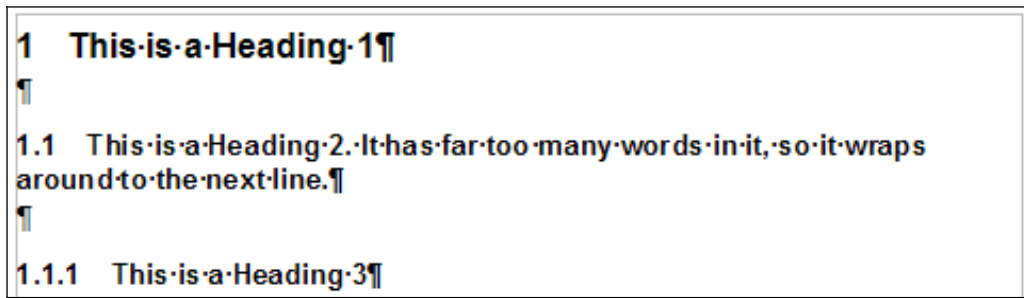 1 This·is·a·Heading·1¶
¶
1.1 This·is·a·Heading·2.·It·has·far·too·many·words·in·it,·so·it·wraps
around·to·the·next·line.¶
¶
1.1.1 This·is·a·Heading·3¶